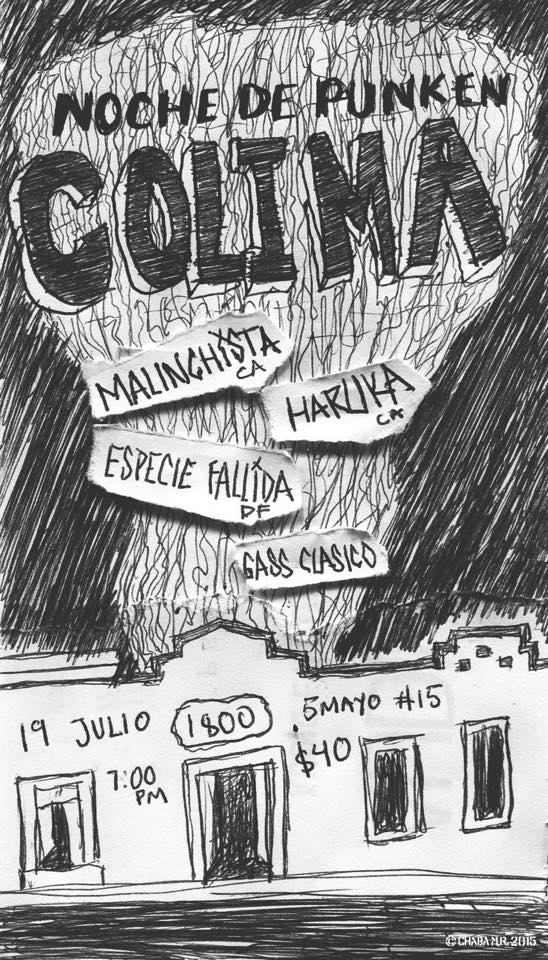 NOCHE DE PUNK EN
COLIMA
MALINCHISTA
CA
HARUKA
CA
ESPECIE FALLIDA
DF
GASS CLASICO
19 JULIO
1800
5 MAYO #15
7:00
PM
$40
© CHABA M.R. 2015